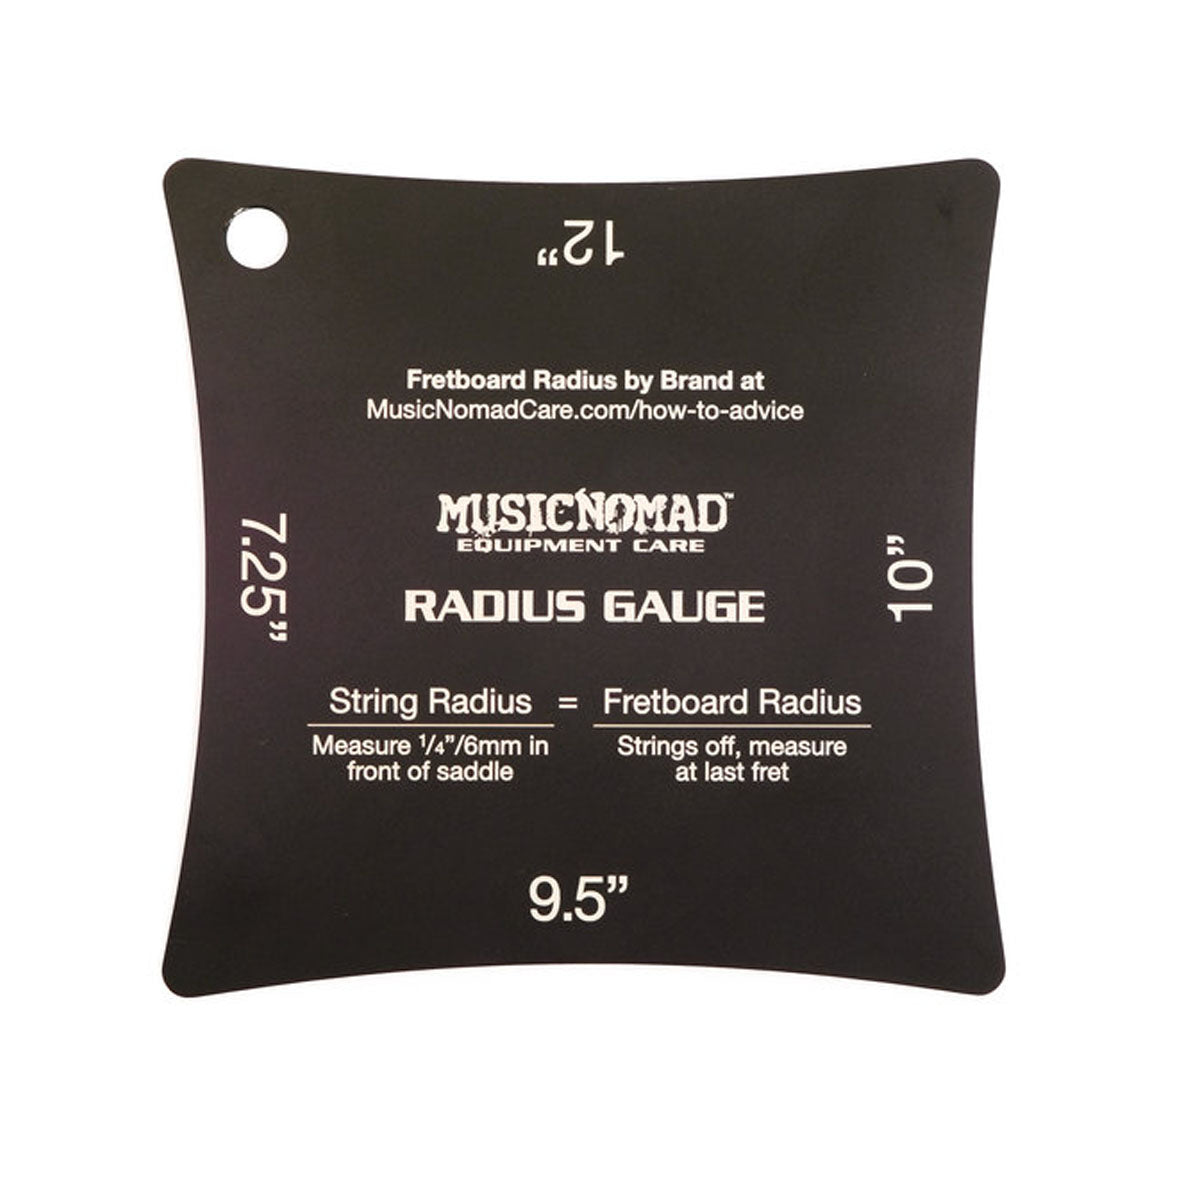 12”
Fretboard Radius by Brand at
MusicNomadCare.com/how-to-advice
MUSICNOMAD™
EQUIPMENT CARE
RADIUS GAUGE
7.25”
10”
String Radius = Fretboard Radius
Measure 1/4”/6mm in
front of saddle
Strings off, measure
at last fret
9.5”